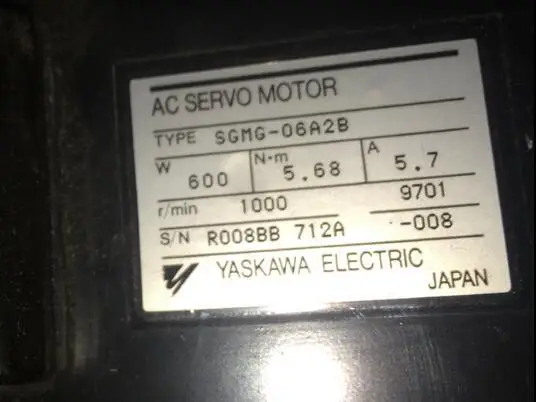 AC SERVO MOTOR
TYPE SGMG-06A2B
W 600 N·m 5.68 A 5.7
r/min 1000 9701
S/N R008BB 712A -008
YASKAWA ELECTRIC
JAPAN